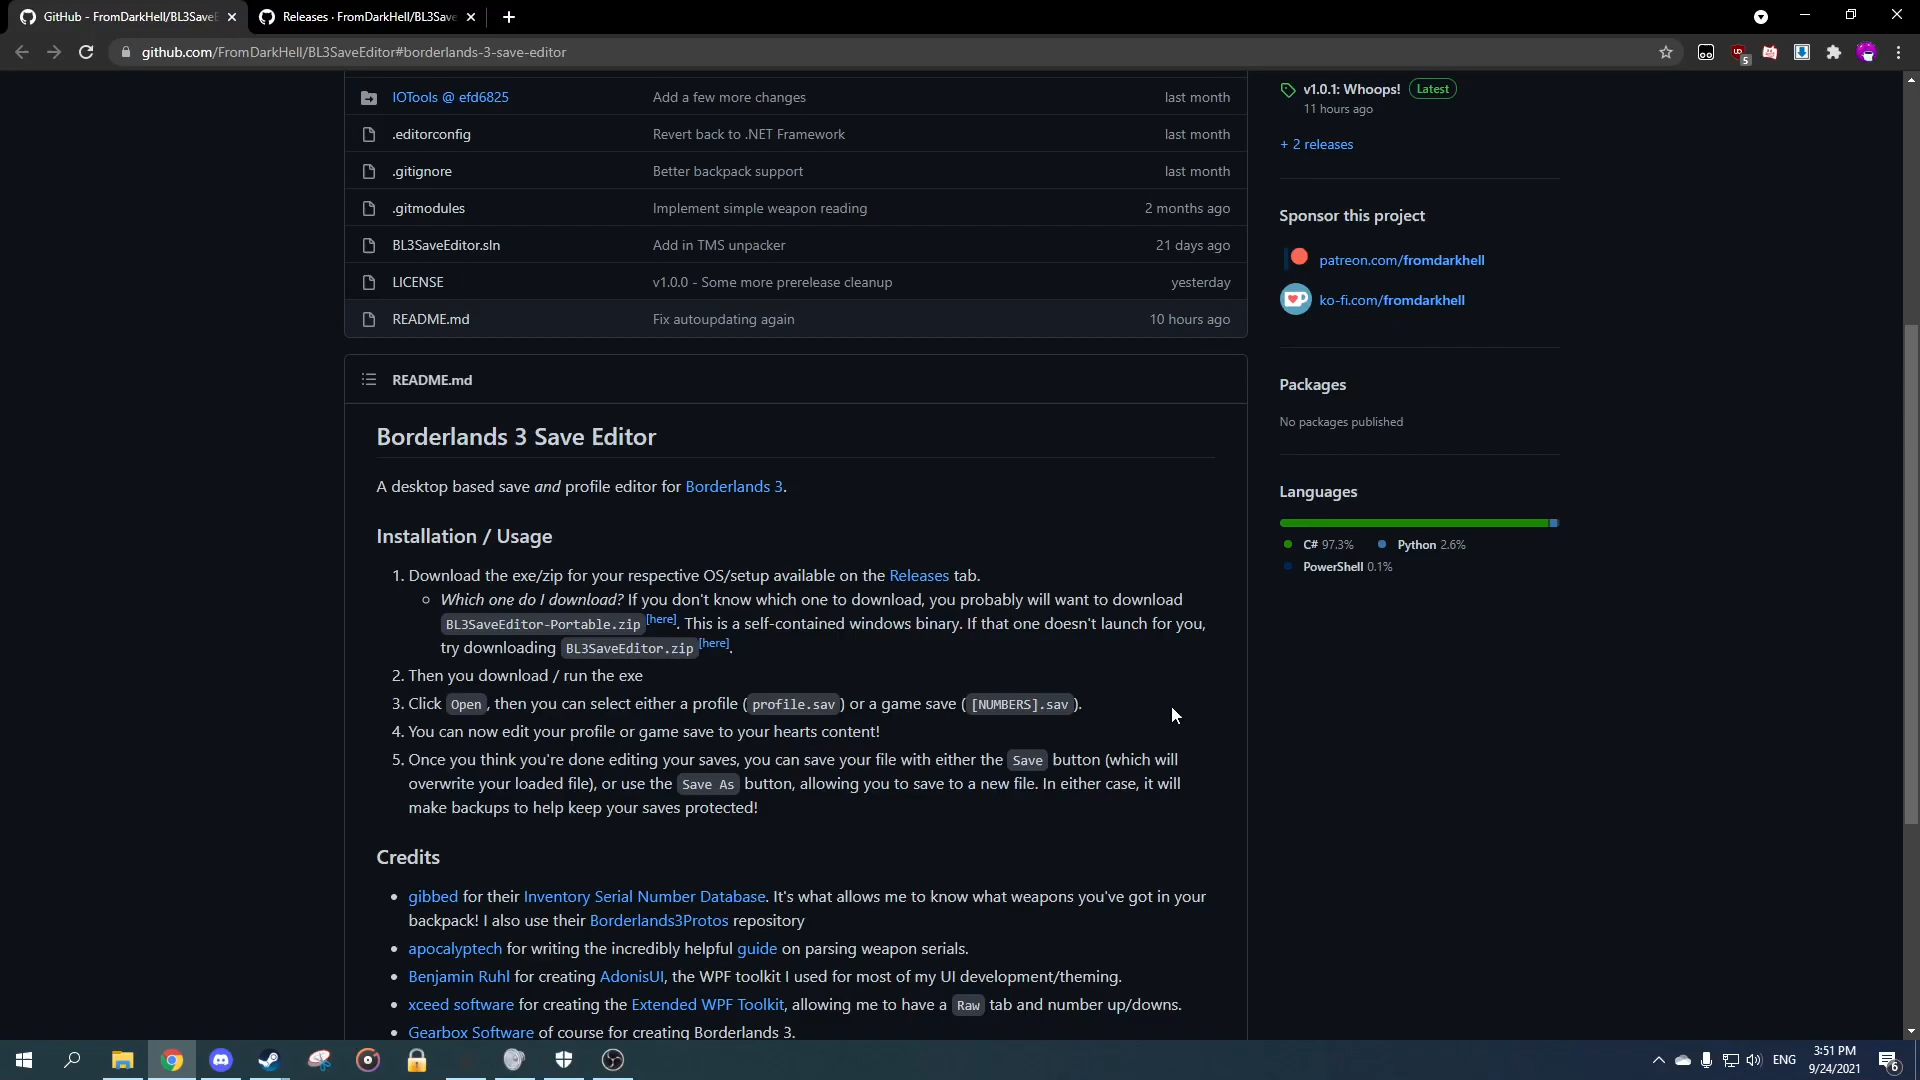 GitHub - FromDarkHell/BL3SaveE
Releases · FromDarkHell/BL3Save
github.com/FromDarkHell/BL3SaveEditor#borderlands-3-save-editor
5
IOTools @ efd6825 Add a few more changes last month
.editorconfig Revert back to .NET Framework last month
.gitignore Better backpack support last month
.gitmodules Implement simple weapon reading 2 months ago
BL3SaveEditor.sln Add in TMS unpacker 21 days ago
LICENSE v1.0.0 - Some more prerelease cleanup yesterday
README.md Fix autoupdating again 10 hours ago
README.md
Borderlands 3 Save Editor
A desktop based save and profile editor for Borderlands 3.
Installation / Usage
1. Download the exe/zip for your respective OS/setup available on the Releases tab.
Which one do I download? If you don't know which one to download, you probably will want to download
BL3SaveEditor-Portable.zip [here]. This is a self-contained windows binary. If that one doesn't launch for you,
try downloading BL3SaveEditor.zip [here].
2. Then you download / run the exe
3. Click Open, then you can select either a profile (profile.sav) or a game save ([NUMBERS].sav).
4. You can now edit your profile or game save to your hearts content!
5. Once you think you're done editing your saves, you can save your file with either the Save button (which will
overwrite your loaded file), or use the Save As button, allowing you to save to a new file. In either case, it will
make backups to help keep your saves protected!
Credits
gibbed for their Inventory Serial Number Database. It's what allows me to know what weapons you've got in your
backpack! I also use their Borderlands3Protos repository
apocalyptech for writing the incredibly helpful guide on parsing weapon serials.
Benjamin Ruhl for creating AdonisUI, the WPF toolkit I used for most of my UI development/theming.
xceed software for creating the Extended WPF Toolkit, allowing me to have a Raw tab and number up/downs.
Gearbox Software of course for creating Borderlands 3.
v1.0.1: Whoops! Latest
11 hours ago
+ 2 releases
Sponsor this project
patreon.com/fromdarkhell
ko-fi.com/fromdarkhell
Packages
No packages published
Languages
C# 97.3% Python 2.6%
PowerShell 0.1%
ENG
3:51 PM
9/24/2021
6